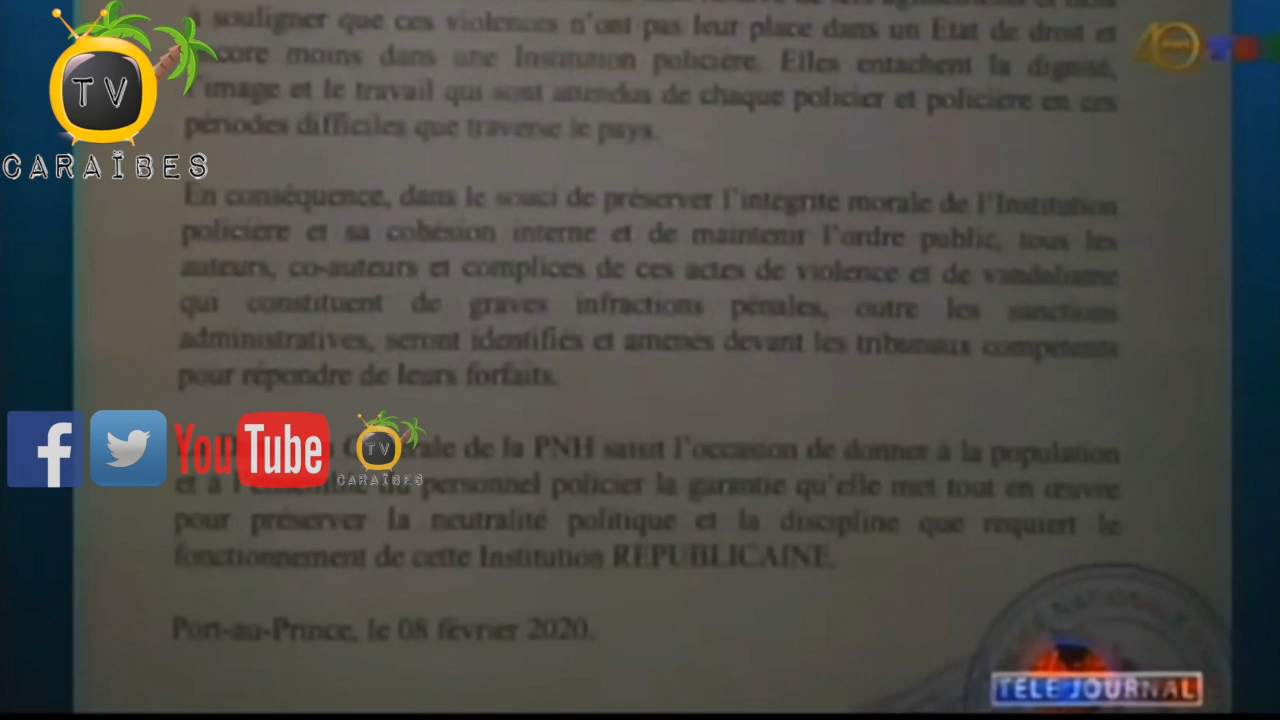 à souligner que ces violences n'ont pas leur place dans un Etat de droit et
encore moins dans une Institution policière. Elles entachent la dignité,
l'image et le travail qui sont attendus de chaque policier et policière en ces
périodes difficiles que traverse le pays.
En conséquence, dans le souci de préserver l'intégrité morale de l'Institution
policière et sa cohésion interne et de maintenir l'ordre public, tous les
auteurs, co-auteurs et complices de ces actes de violence et de vandalisme
qui constituent de graves infractions pénales, outre les sanctions
administratives, seront identifiés et amenés devant les tribunaux compétents
pour répondre de leurs forfaits.
de la PNH saisit l'occasion de donner à la population
et à l'ensemble du personnel policier la garantie qu'elle met tout en œuvre
pour préserver la neutralité politique et la discipline que requiert le
fonctionnement de cette Institution REPUBLICAINE.
Port-au-Prince, le 08 février 2020.
TV
CARAÏBES
f
YouTube
TV
CARAÏBES
40
TELE JOURNAL